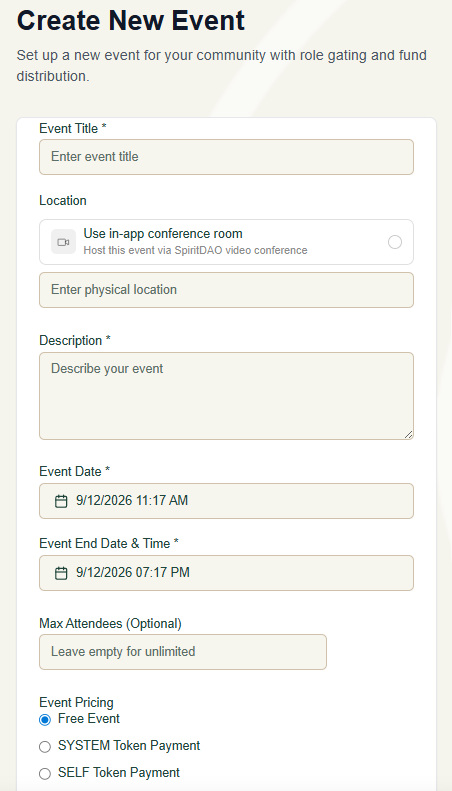 Create New Event
Set up a new event for your community with role gating and fund
distribution.
Event Title *
Enter event title
Location
Use in-app conference room
Host this event via SpiritDAO video conference
Enter physical location
Description *
Describe your event
Event Date *
9/12/2026 11:17 AM
Event End Date & Time *
9/12/2026 07:17 PM
Max Attendees (Optional)
Leave empty for unlimited
Event Pricing
Free Event
SYSTEM Token Payment
SELF Token Payment